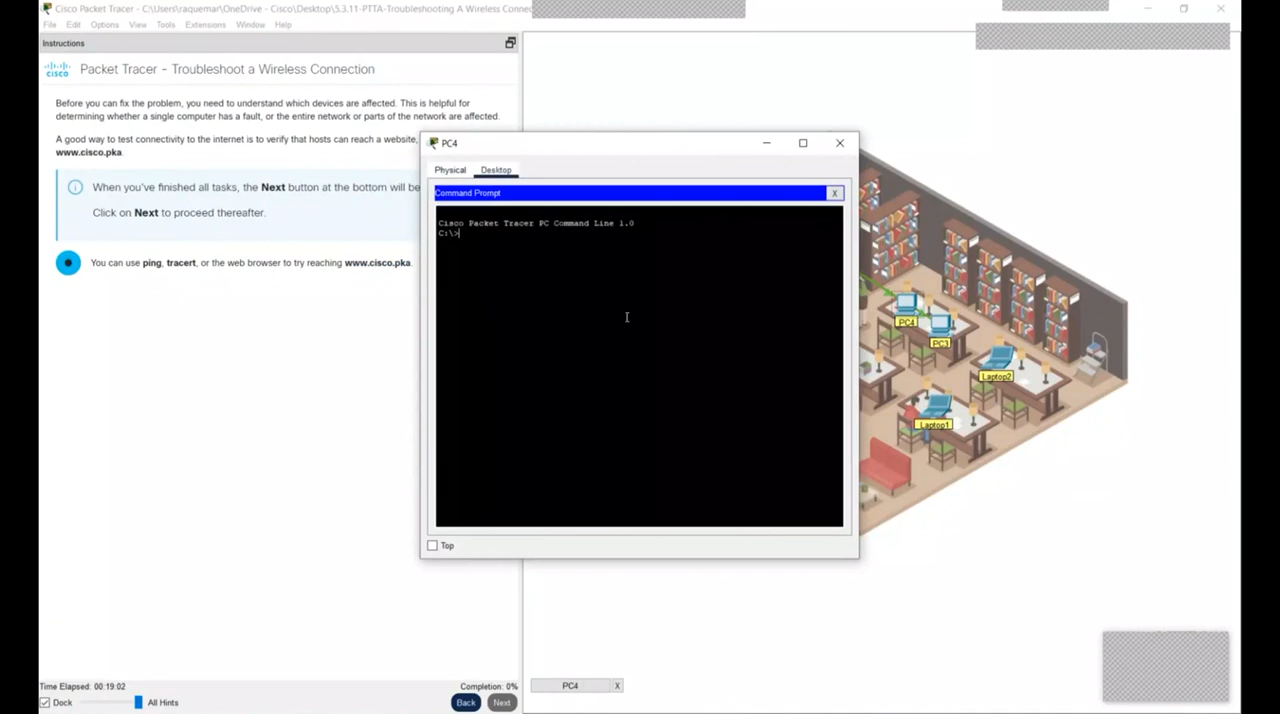 Cisco Packet Tracer - C:\Users\raquemar\OneDrive - Cisco\Desktop\5.3.11-PTTA-Troubleshooting A Wireless Connec
File Edit Options View Tools Extensions Window Help
Instructions
CISCO
Packet Tracer - Troubleshoot a Wireless Connection
Before you can fix the problem, you need to understand which devices are affected. This is helpful for
determining whether a single computer has a fault, or the entire network or parts of the network are affected.
A good way to test connectivity to the internet is to verify that hosts can reach a website,
www.cisco.pka.
When you've finished all tasks, the Next button at the bottom will be
Click on Next to proceed thereafter.
You can use ping, tracert, or the web browser to try reaching www.cisco.pka.
PC4
Physical Desktop
Command Prompt X
Cisco Packet Tracer PC Command Line 1.0
C:\>
Top
PC4
PC3
Laptop2
Laptop1
Time Elapsed: 00:19:02 Completion: 0%
Dock All Hints Back Next
PC4 X